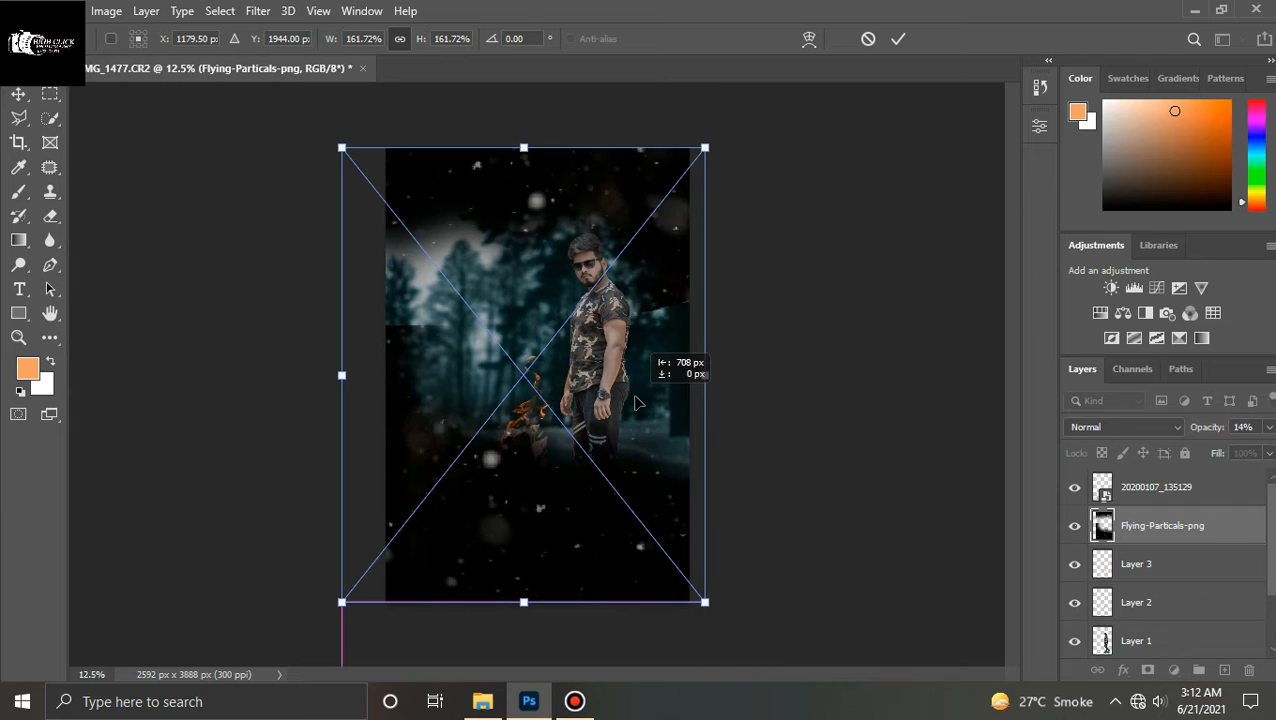 HIGH CLICK
PHOTOGRAPHY
Image Layer Type Select Filter 3D View Window Help
X: 1179.50 px Y: 1944.00 px W: 161.72% H: 161.72% 0.00 ° Anti-alias
MG_1477.CR2 @ 12.5% (Flying-Particals-png, RGB/8*) * ×
Color Swatches Gradients Patterns
Adjustments Libraries
Add an adjustment
708 px
0 px
Layers Channels Paths
Kind
Normal Opacity: 14%
Lock: Fill: 100%
20200107_135129
Flying-Particals-png
Layer 3
Layer 2
Layer 1
12.5% 2592 px x 3888 px (300 ppi)
Type here to search
Ps
27°C Smoke
3:12 AM
6/21/2021